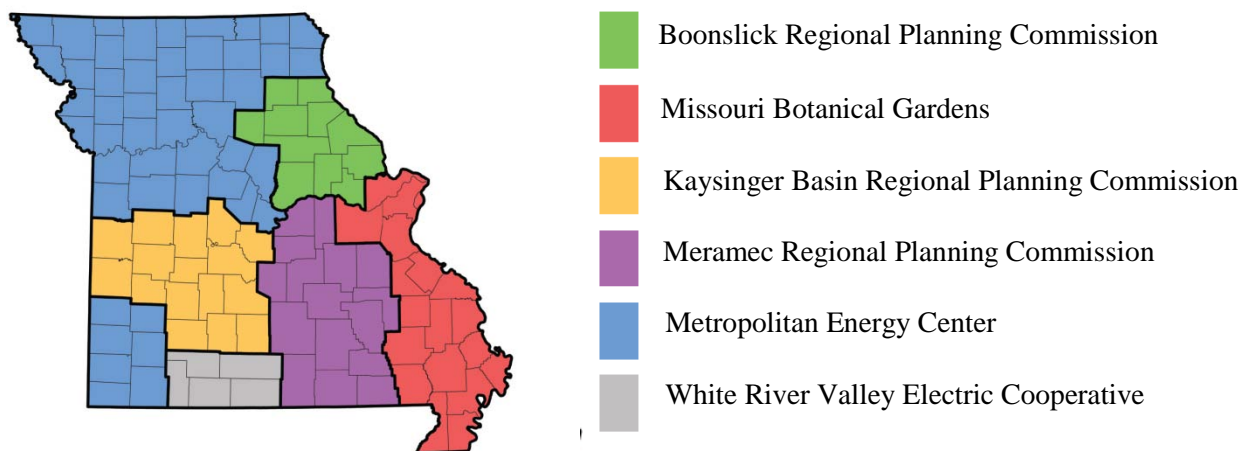 Boonslick Regional Planning Commission
Missouri Botanical Gardens
Kaysinger Basin Regional Planning Commission
Meramec Regional Planning Commission
Metropolitan Energy Center
White River Valley Electric Cooperative